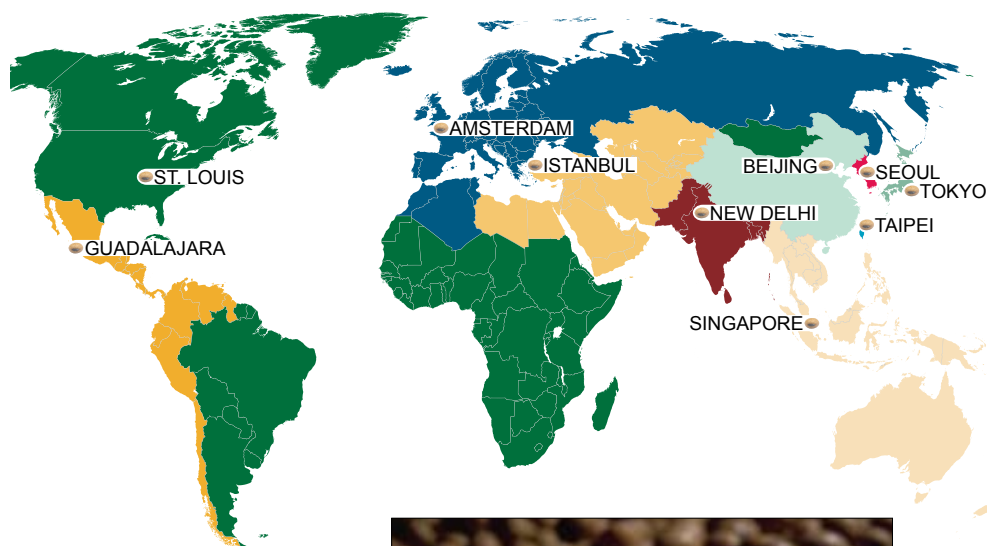 AMSTERDAM
ISTANBUL
BEIJING
SEOUL
ST. LOUIS
TOKYO
NEW DELHI
TAIPEI
GUADALAJARA
SINGAPORE